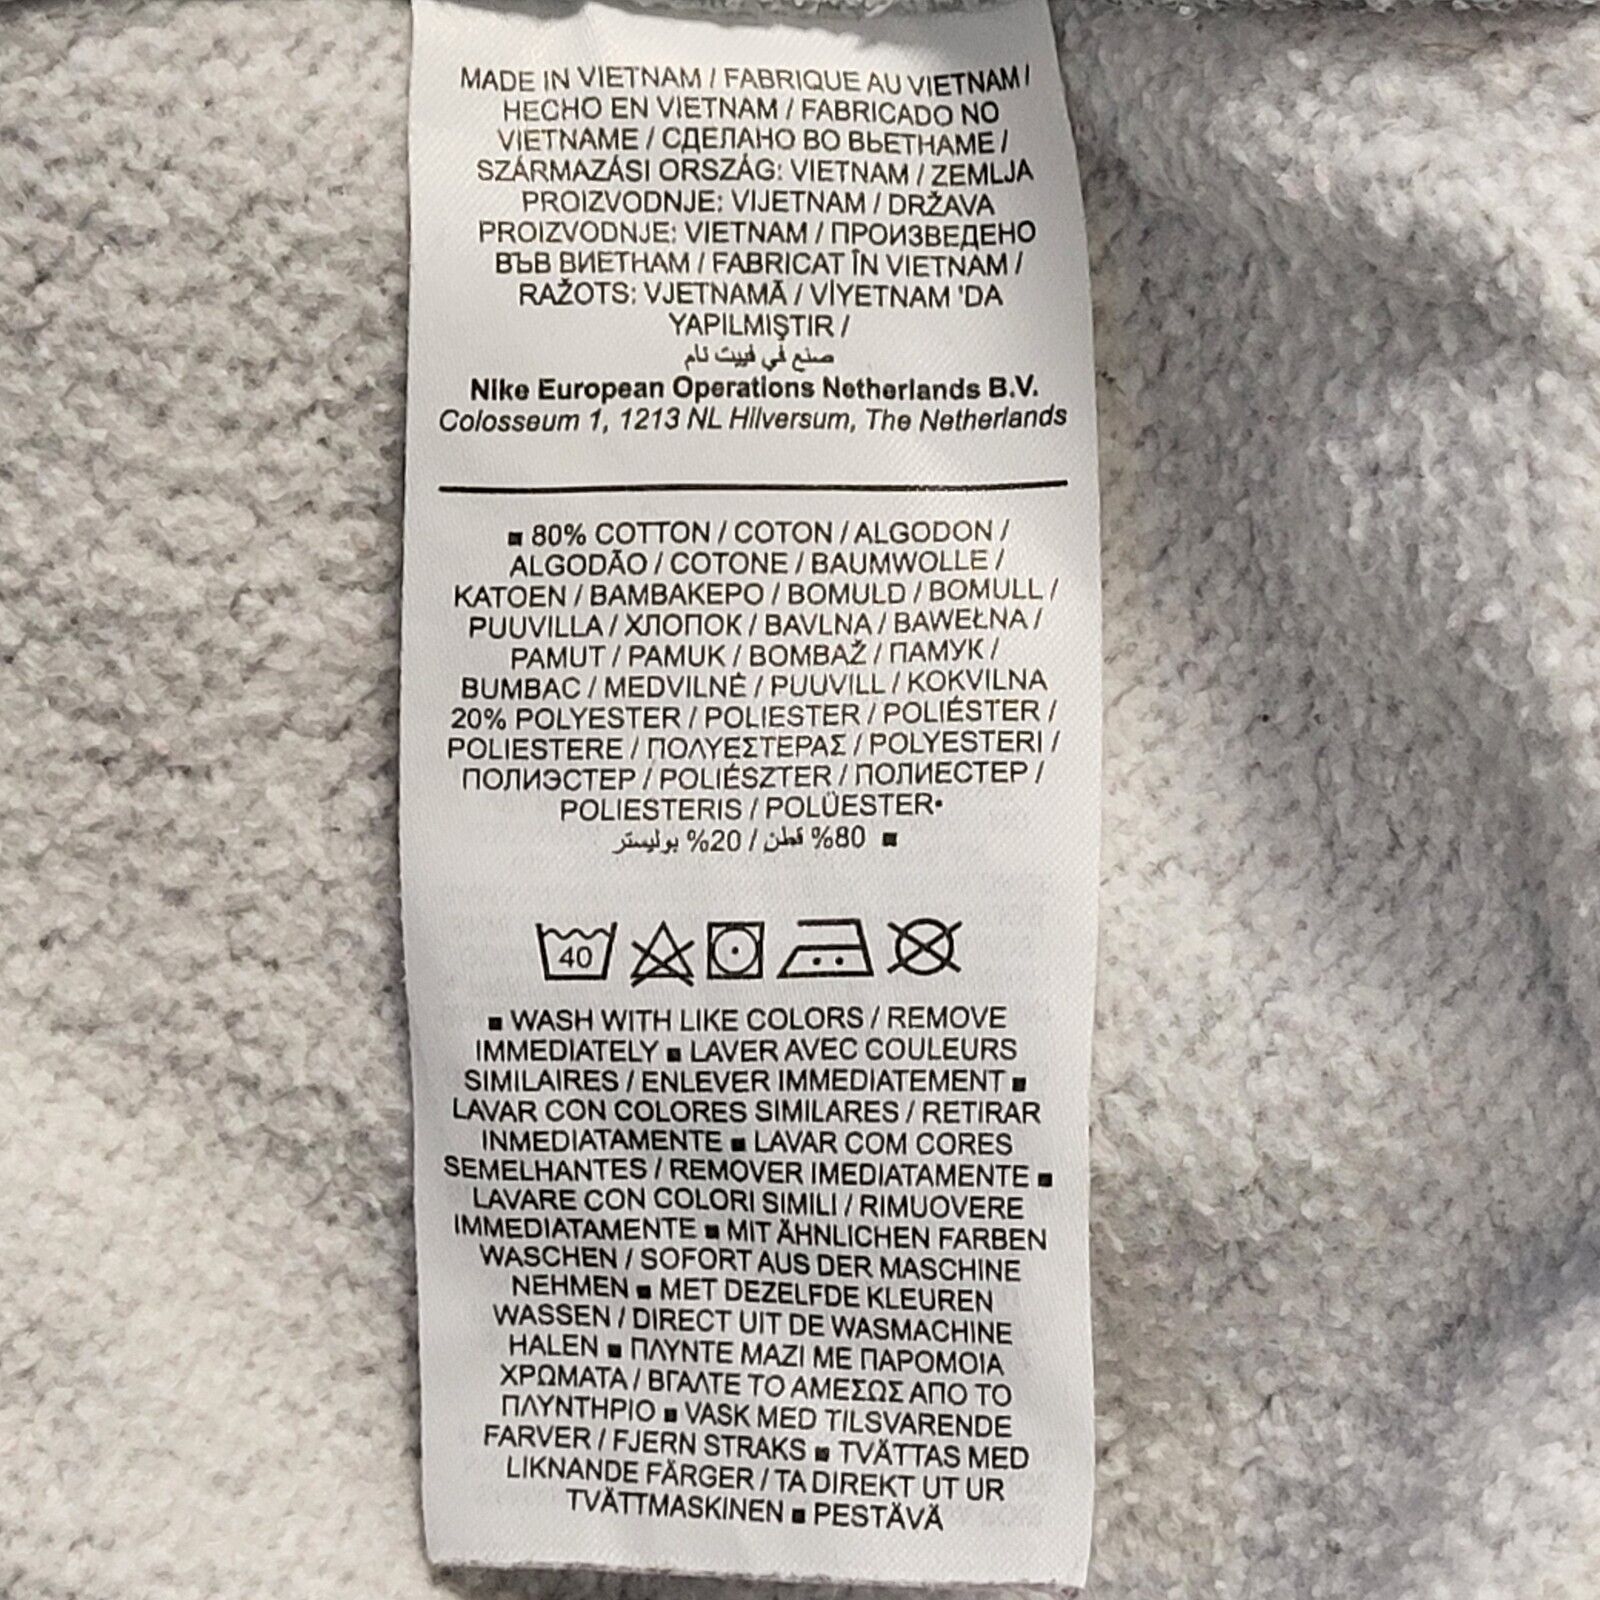 MADE IN VIETNAM / FABRIQUE AU VIETNAM /
HECHO EN VIETNAM / FABRICADO NO
VIETNAME / СДЕЛАНО ВО ВЬЕТНАМЕ /
SZÁRMAZÁSI ORSZÁG: VIETNAM / ZEMLJA
PROIZVODNJE: VIJETNAM / DRŽAVA
PROIZVODNJE: VIETNAM / ПРОИЗВЕДЕНО
ВЪВ ВИЕТНАМ / FABRICAT ÎN VIETNAM /
RAŽOTS: VJETNAMĀ / VİYETNAM 'DA
YAPILMIŞTIR /
صنع في فييت نام
Nike European Operations Netherlands B.V.
Colosseum 1, 1213 NL Hilversum, The Netherlands
■ 80% COTTON / COTON / ALGODON /
ALGODÃO / COTONE / BAUMWOLLE /
KATOEN / ΒΑΜΒΑΚΕΡΟ / BOMULD / BOMULL /
PUUVILLA / ХЛОПОК / BAVLNA / BAWEŁNA /
PAMUT / PAMUK / BOMBAŽ / ПАМУК /
BUMBAC / MEDVILNĖ / PUUVILL / KOKVILNA
20% POLYESTER / POLIESTER / POLIÉSTER /
POLIESTERE / ΠΟΛΥΕΣΤΕΡΑΣ / POLYESTERI /
ПОЛИЭСТЕР / POLIÉSZTER / ПОЛИЕСТЕР /
POLIESTERIS / POLÜESTER•
■ 80% قطن / 20% بوليستر
40
■ WASH WITH LIKE COLORS / REMOVE
IMMEDIATELY ■ LAVER AVEC COULEURS
SIMILAIRES / ENLEVER IMMEDIATEMENT ■
LAVAR CON COLORES SIMILARES / RETIRAR
INMEDIATAMENTE ■ LAVAR COM CORES
SEMELHANTES / REMOVER IMEDIATAMENTE ■
LAVARE CON COLORI SIMILI / RIMUOVERE
IMMEDIATAMENTE ■ MIT ÄHNLICHEN FARBEN
WASCHEN / SOFORT AUS DER MASCHINE
NEHMEN ■ MET DEZELFDE KLEUREN
WASSEN / DIRECT UIT DE WASMACHINE
HALEN ■ ΠΛΥΝΤΕ ΜΑΖΙ ΜΕ ΠΑΡΟΜΟΙΑ
ΧΡΩΜΑΤΑ / ΒΓΑΛΤΕ ΤΟ ΑΜΕΣΩΣ ΑΠΟ ΤΟ
ΠΛΥΝΤΗΡΙΟ ■ VASK MED TILSVARENDE
FARVER / FJERN STRAKS ■ TVÄTTAS MED
LIKNANDE FÄRGER / TA DIREKT UT UR
TVÄTTMASKINEN ■ PESTÄVÄ